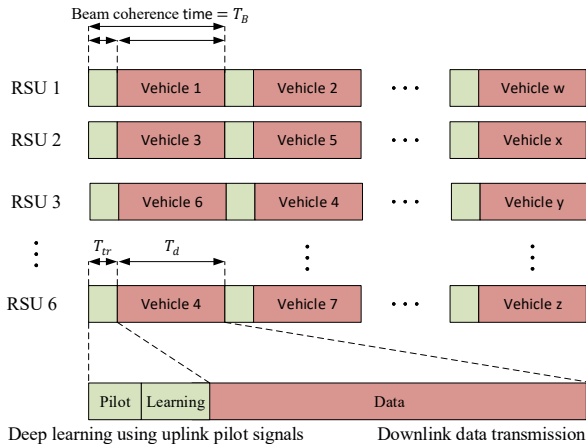 Beam coherence time = T_B
RSU 1 Vehicle 1 Vehicle 2 ··· Vehicle w
RSU 2 Vehicle 3 Vehicle 5 ··· Vehicle x
RSU 3 Vehicle 6 Vehicle 4 ··· Vehicle y
T_tr T_d
RSU 6 Vehicle 4 Vehicle 7 ··· Vehicle z
Pilot Learning Data
Deep learning using uplink pilot signals Downlink data transmission